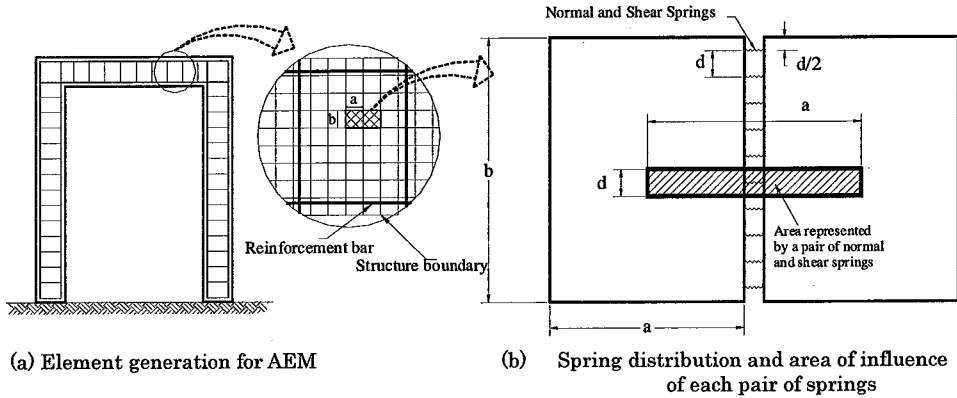 Normal and Shear Springs
d
d/2
a
a
b
b
d
Area represented
by a pair of normal
and shear springs
Reinforcement bar
Structure boundary
a
(a) Element generation for AEM
(b) Spring distribution and area of influence
of each pair of springs